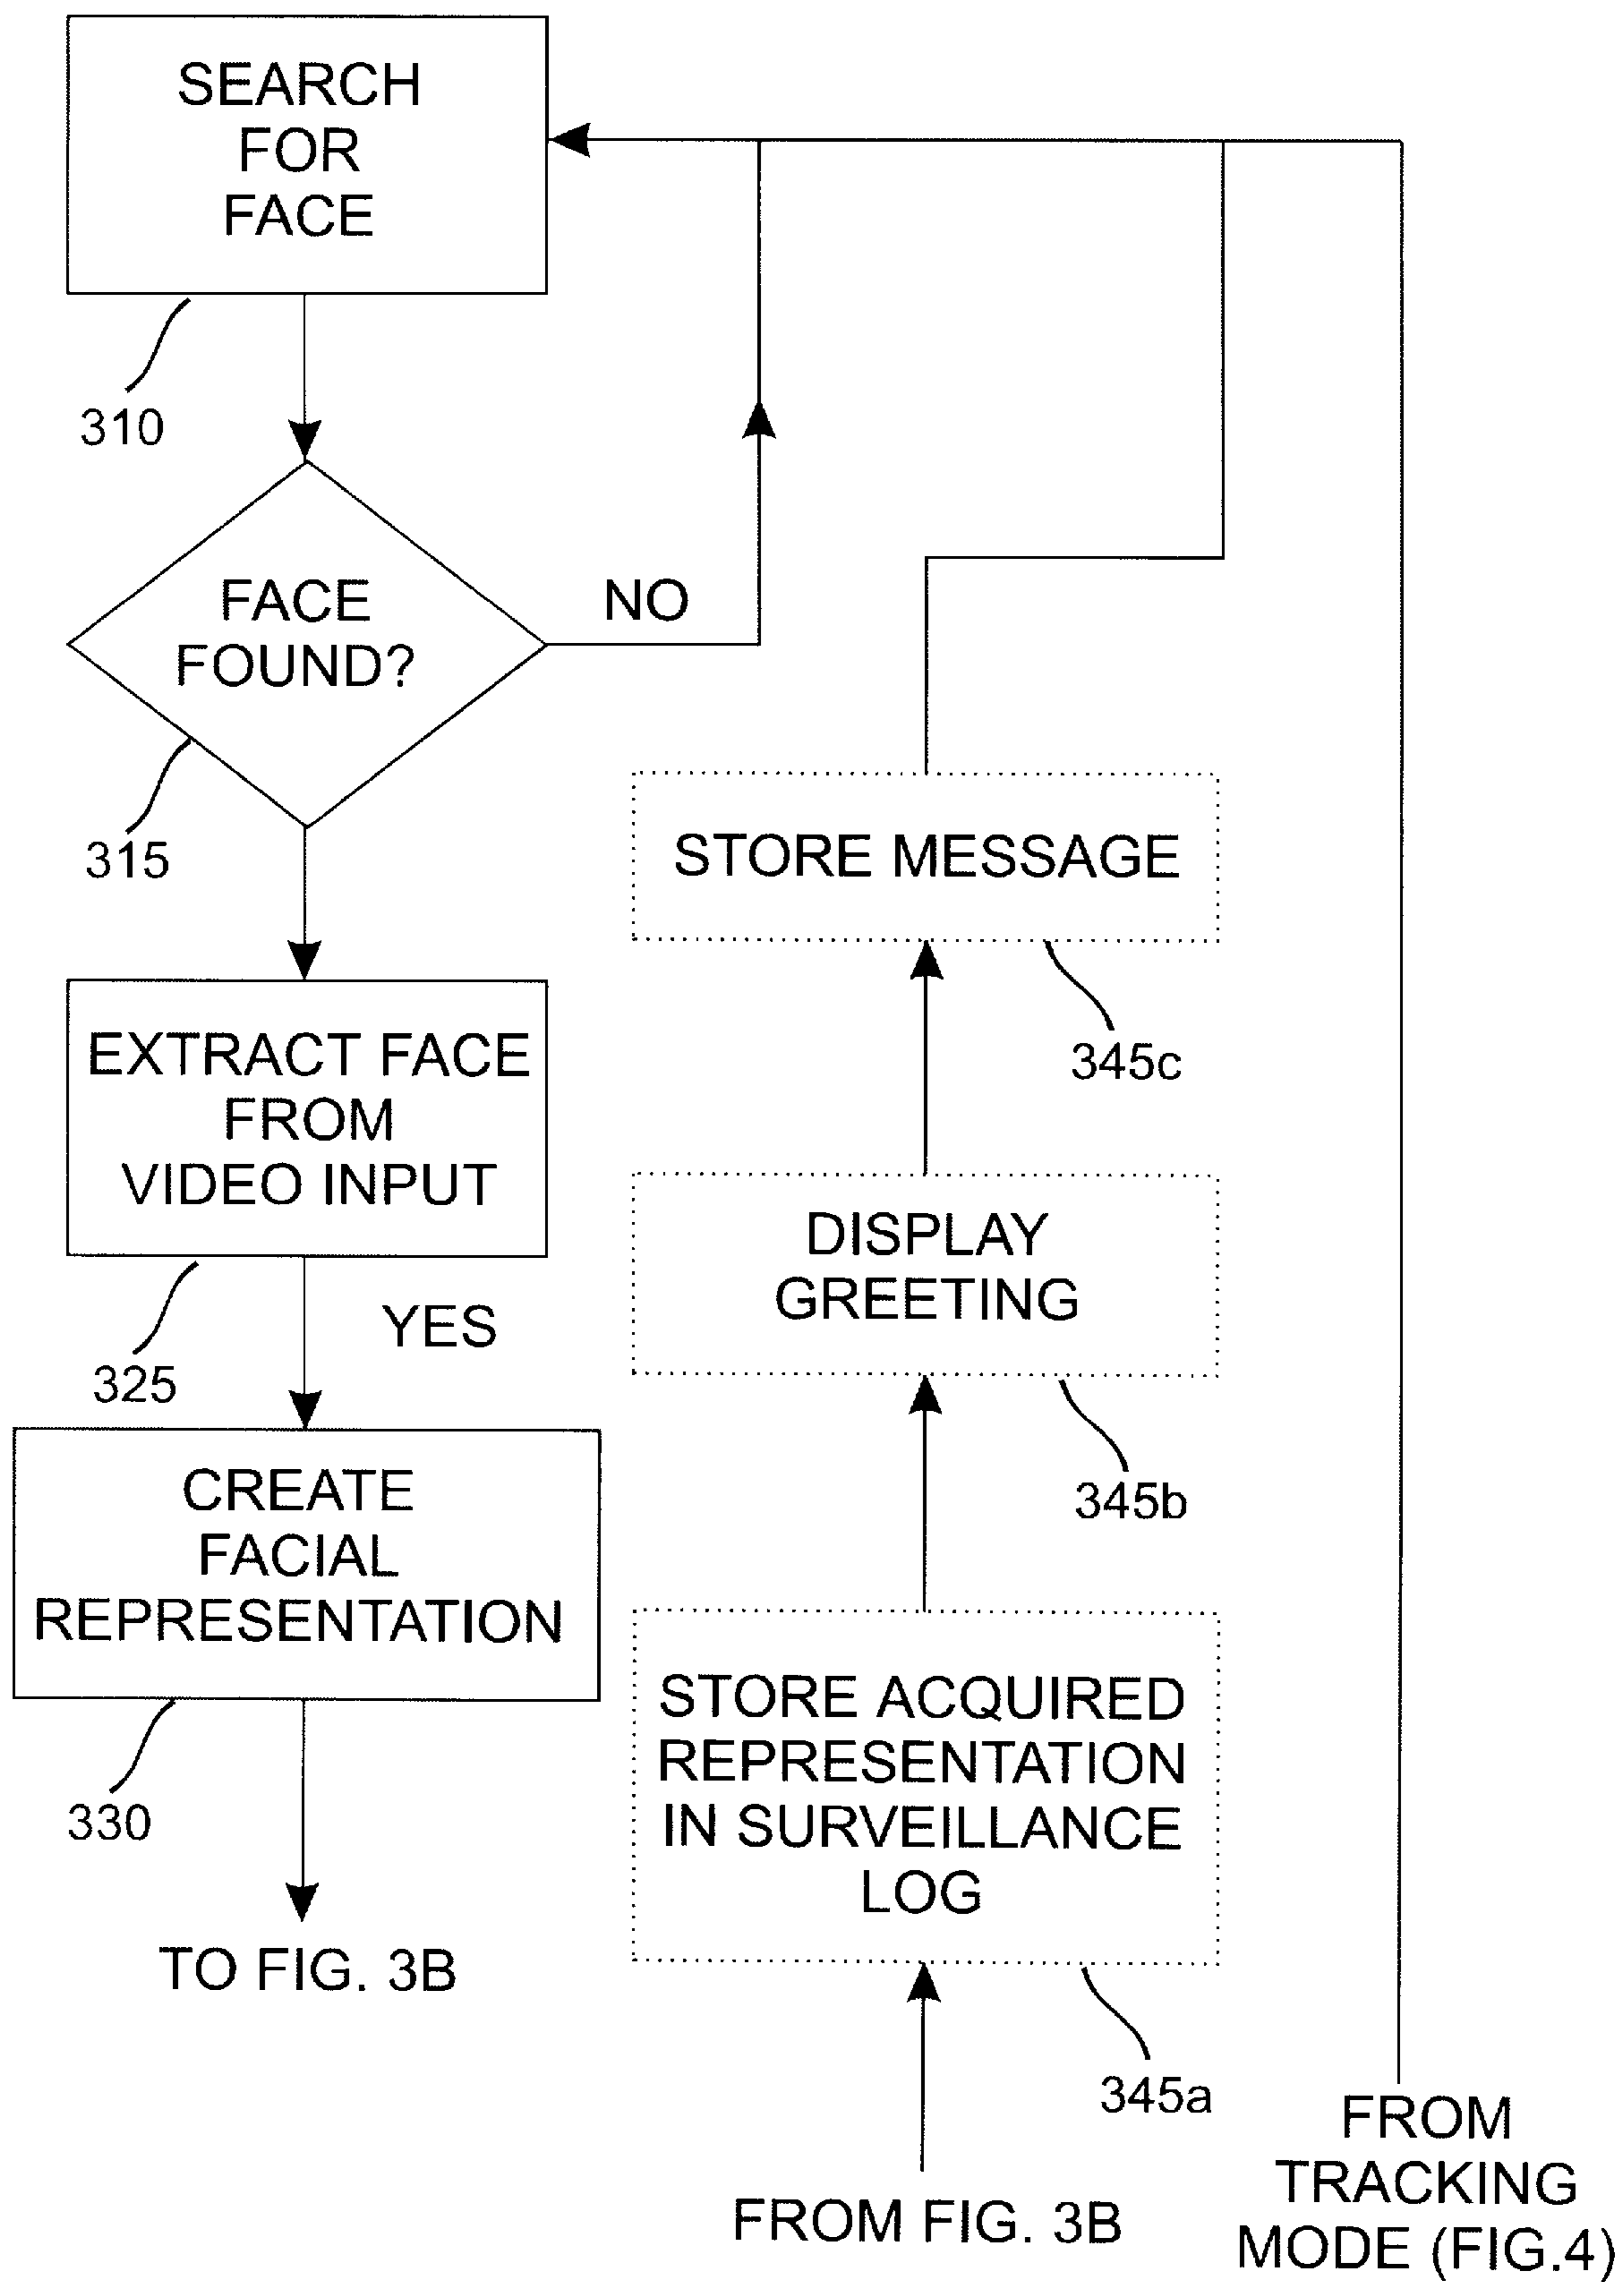 SEARCH
FOR
FACE
310
FACE
FOUND?
NO
315
EXTRACT FACE
FROM
VIDEO INPUT
325
YES
CREATE
FACIAL
REPRESENTATION
330
TO FIG. 3B
STORE MESSAGE
345c
DISPLAY
GREETING
345b
STORE ACQUIRED
REPRESENTATION
IN SURVEILLANCE
LOG
345a
FROM FIG. 3B
FROM
TRACKING
MODE (FIG.4)